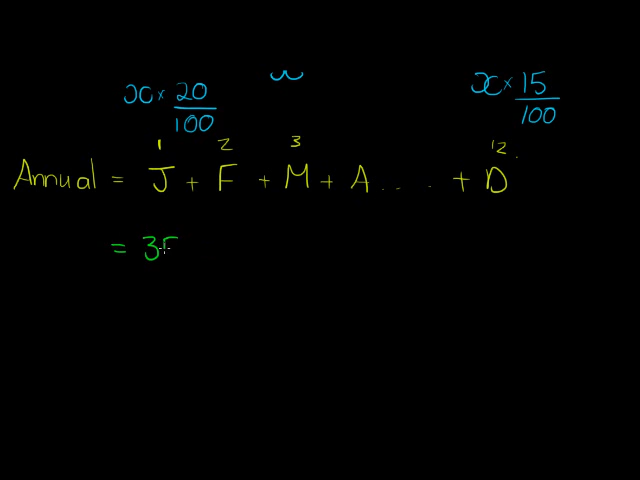 x × 20/100 x × 15/100
1 2 3 12
Annual = J + F + M + A .... + D
= 3